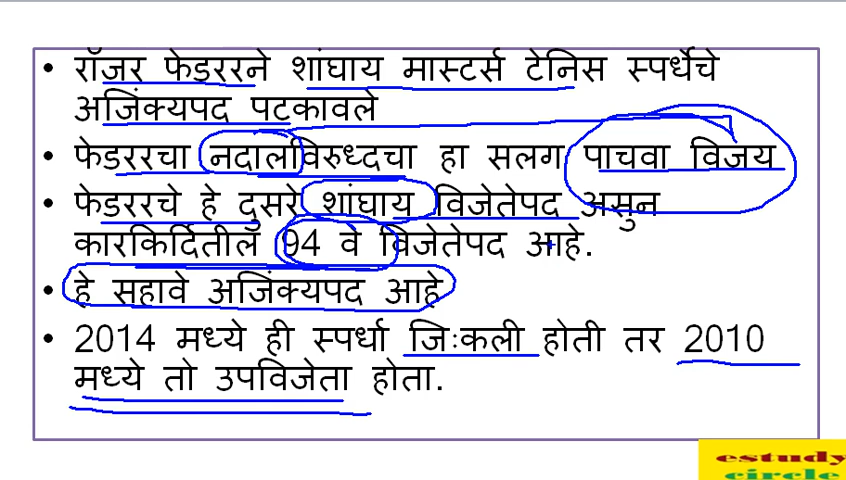 • रॉजर फेडररने शांघाय मास्टर्स टेनिस स्पर्धेचे
अजिंक्यपद पटकावले
• फेडररचा नदालविरुध्दचा हा सलग पाचवा विजय
• फेडररचे हे दुसरे शांघाय विजेतेपद असुन
कारकिर्दितील 94 वे विजेतेपद आहे.
• हे सहावे अजिंक्यपद आहे
• 2014 मध्ये ही स्पर्धा जिःकली होती तर 2010
मध्ये तो उपविजेता होता.
estudy
circle